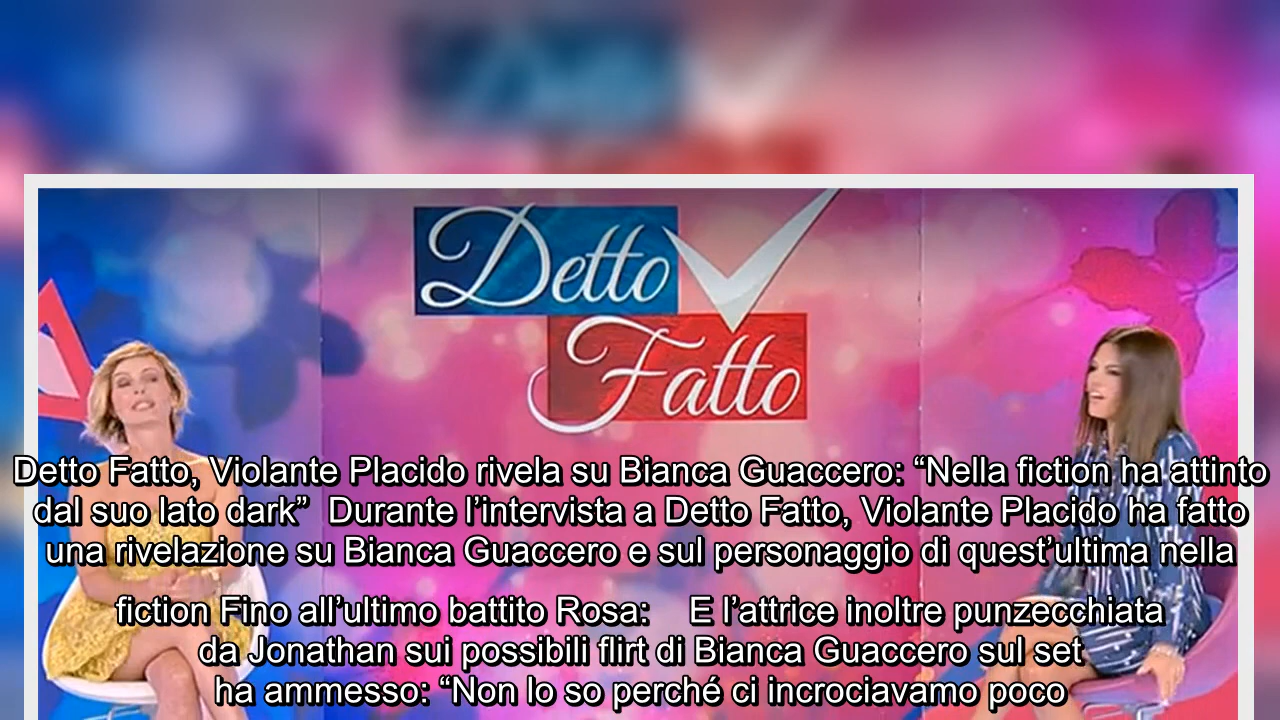 Detto
Fatto
Detto Fatto, Violante Placido rivela su Bianca Guaccero: “Nella fiction ha attinto
dal suo lato dark”  Durante l’intervista a Detto Fatto, Violante Placido ha fatto
una rivelazione su Bianca Guaccero e sul personaggio di quest’ultima nella
fiction Fino all’ultimo battito Rosa:    E l’attrice inoltre punzecchiata
da Jonathan sui possibili flirt di Bianca Guaccero sul set
ha ammesso: “Non lo so perché ci incrociavamo poco